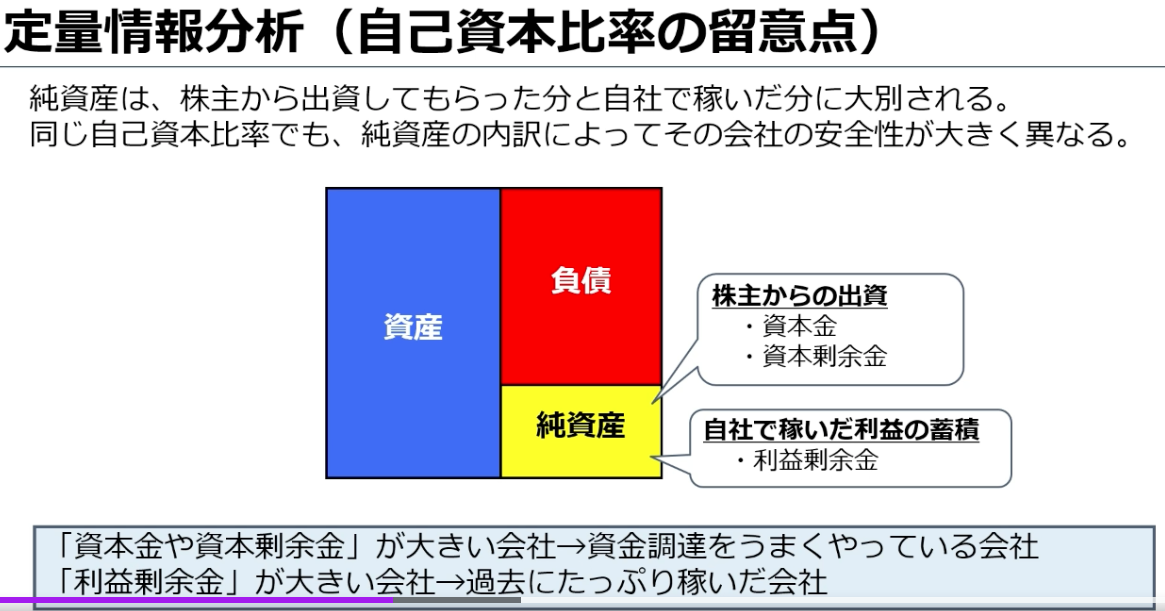 定量情報分析（自己資本比率の留意点）
純資産は、株主から出資してもらった分と自社で稼いだ分に大別される。
同じ自己資本比率でも、純資産の内訳によってその会社の安全性が大きく異なる。
資産
負債
純資産
株主からの出資
・資本金
・資本剰余金
自社で稼いだ利益の蓄積
・利益剰余金
「資本金や資本剰余金」が大きい会社→資金調達をうまくやっている会社
「利益剰余金」が大きい会社→過去にたっぷり稼いだ会社